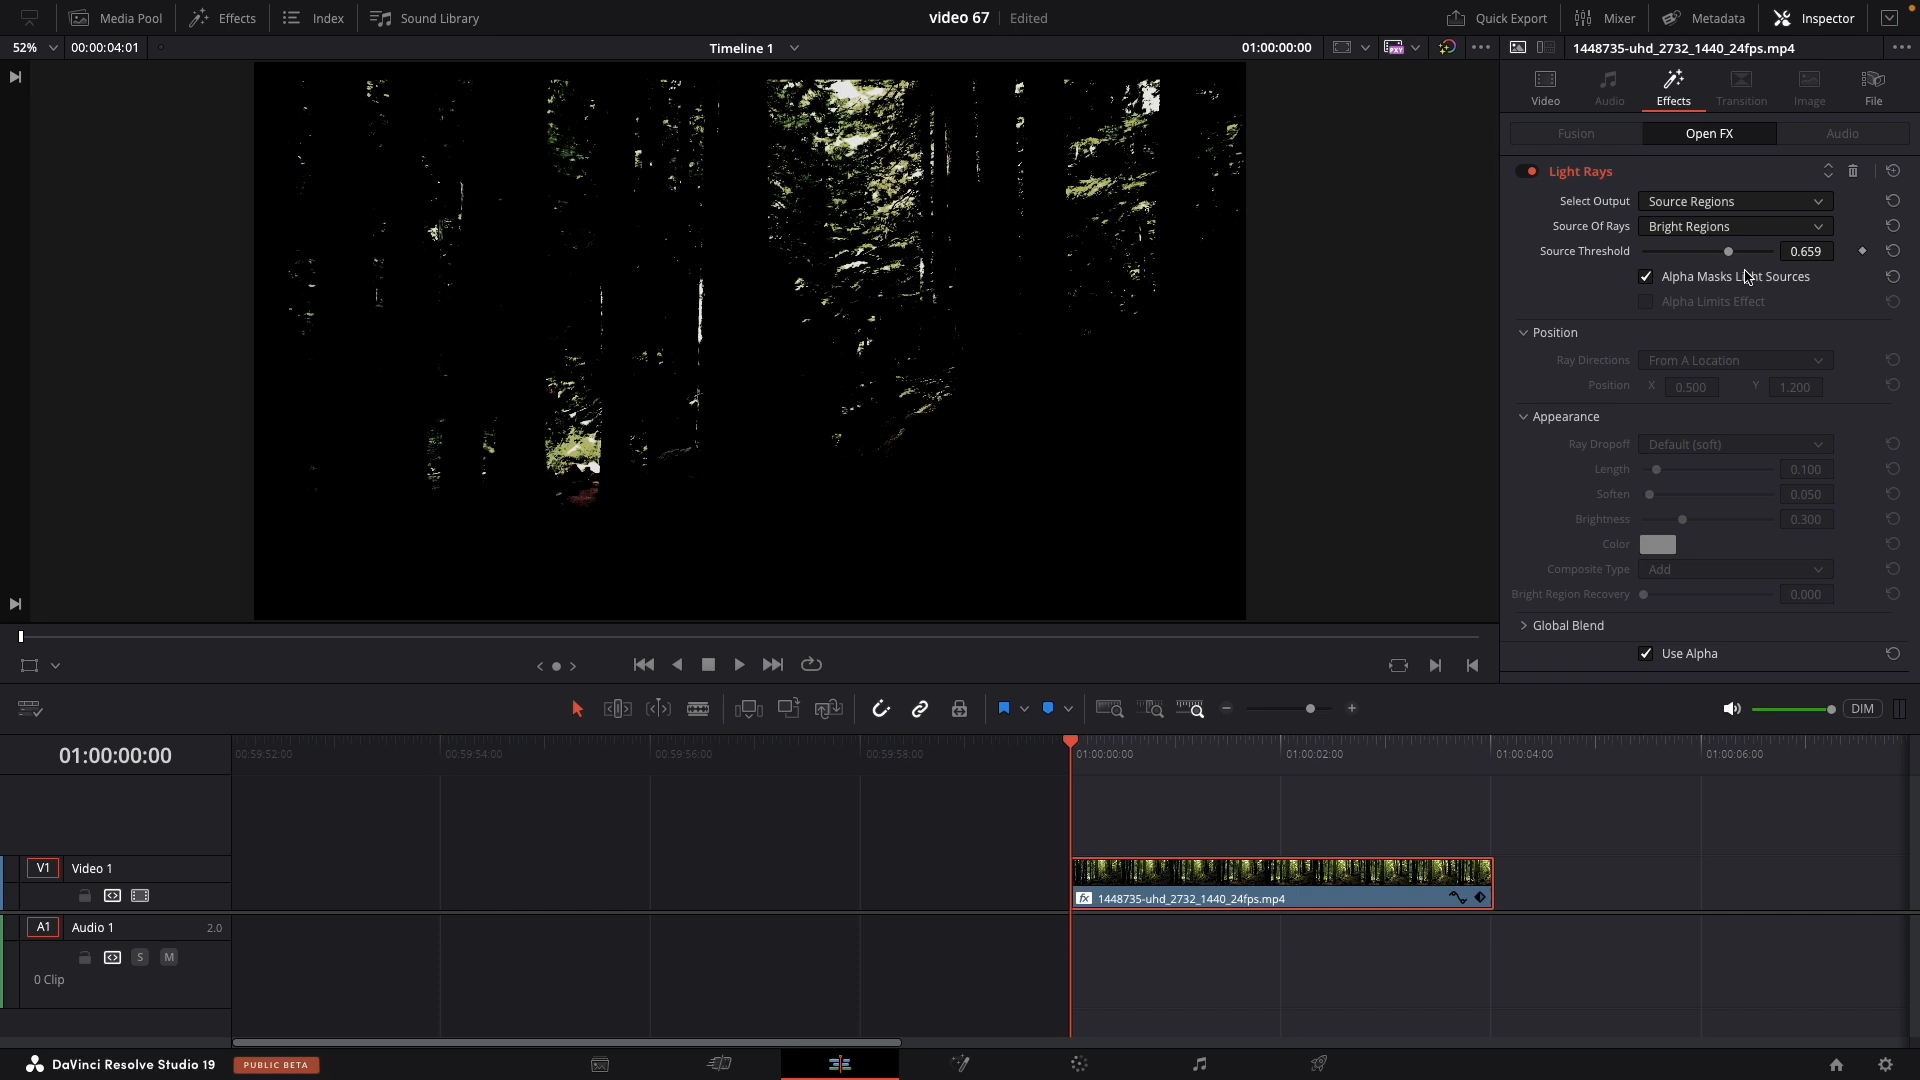 Media Pool Effects Index Sound Library video 67 Edited Quick Export Mixer Metadata Inspector
52% 00:00:04:01 Timeline 1 01:00:00:00 PXY 1448735-uhd_2732_1440_24fps.mp4
Video Audio Effects Transition Image File
Fusion Open FX Audio
Light Rays
Select Output Source Regions
Source Of Rays Bright Regions
Source Threshold 0.659
Alpha Masks Light Sources
Alpha Limits Effect
Position
Ray Directions From A Location
Position X 0.500 Y 1.200
Appearance
Ray Dropoff Default (soft)
Length 0.100
Soften 0.050
Brightness 0.300
Color
Composite Type Add
Bright Region Recovery 0.000
Global Blend
Use Alpha
DIM
01:00:00:00 00:59:52:00 00:59:54:00 00:59:56:00 00:59:58:00 01:00:00:00 01:00:02:00 01:00:04:00 01:00:06:00
V1 Video 1
fx 1448735-uhd_2732_1440_24fps.mp4
A1 Audio 1 2.0
S M
0 Clip
DaVinci Resolve Studio 19 PUBLIC BETA